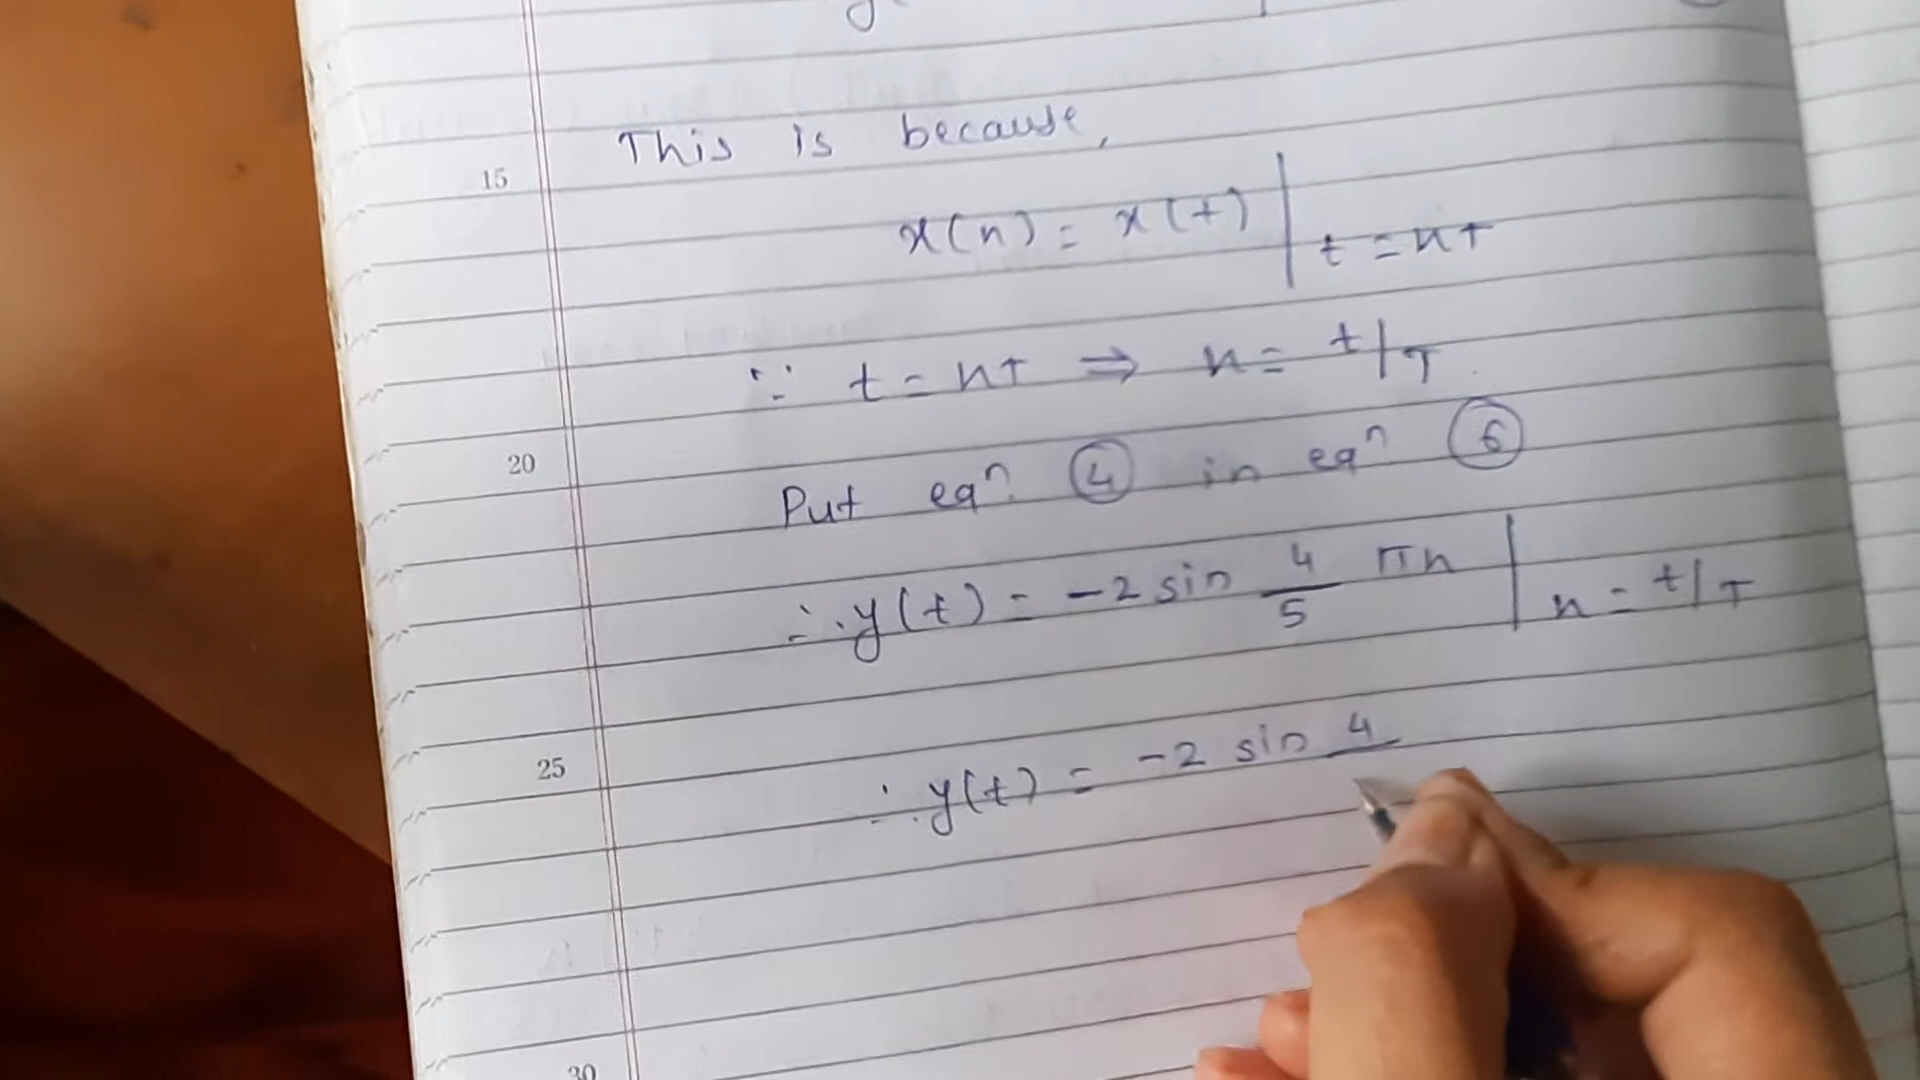 This is because,
15
x(n) = x(t) | t = nT
∵ t = nT ⇒ n = t/T
20
Put eqn. ④ in eqn ⑥
∴ y(t) = -2 sin 4/5 πn | n = t/T
25
∴ y(t) = -2 sin 4
30